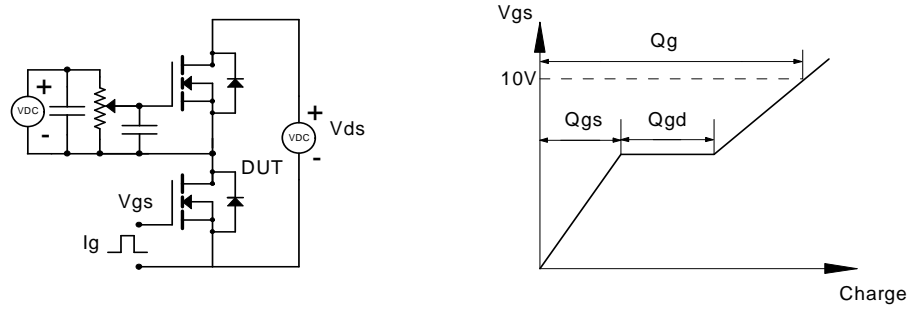 VDC
+
-
VDC
+
-
Vds
DUT
Vgs
Ig
Vgs
10V
Qg
Qgs
Qgd
Charge